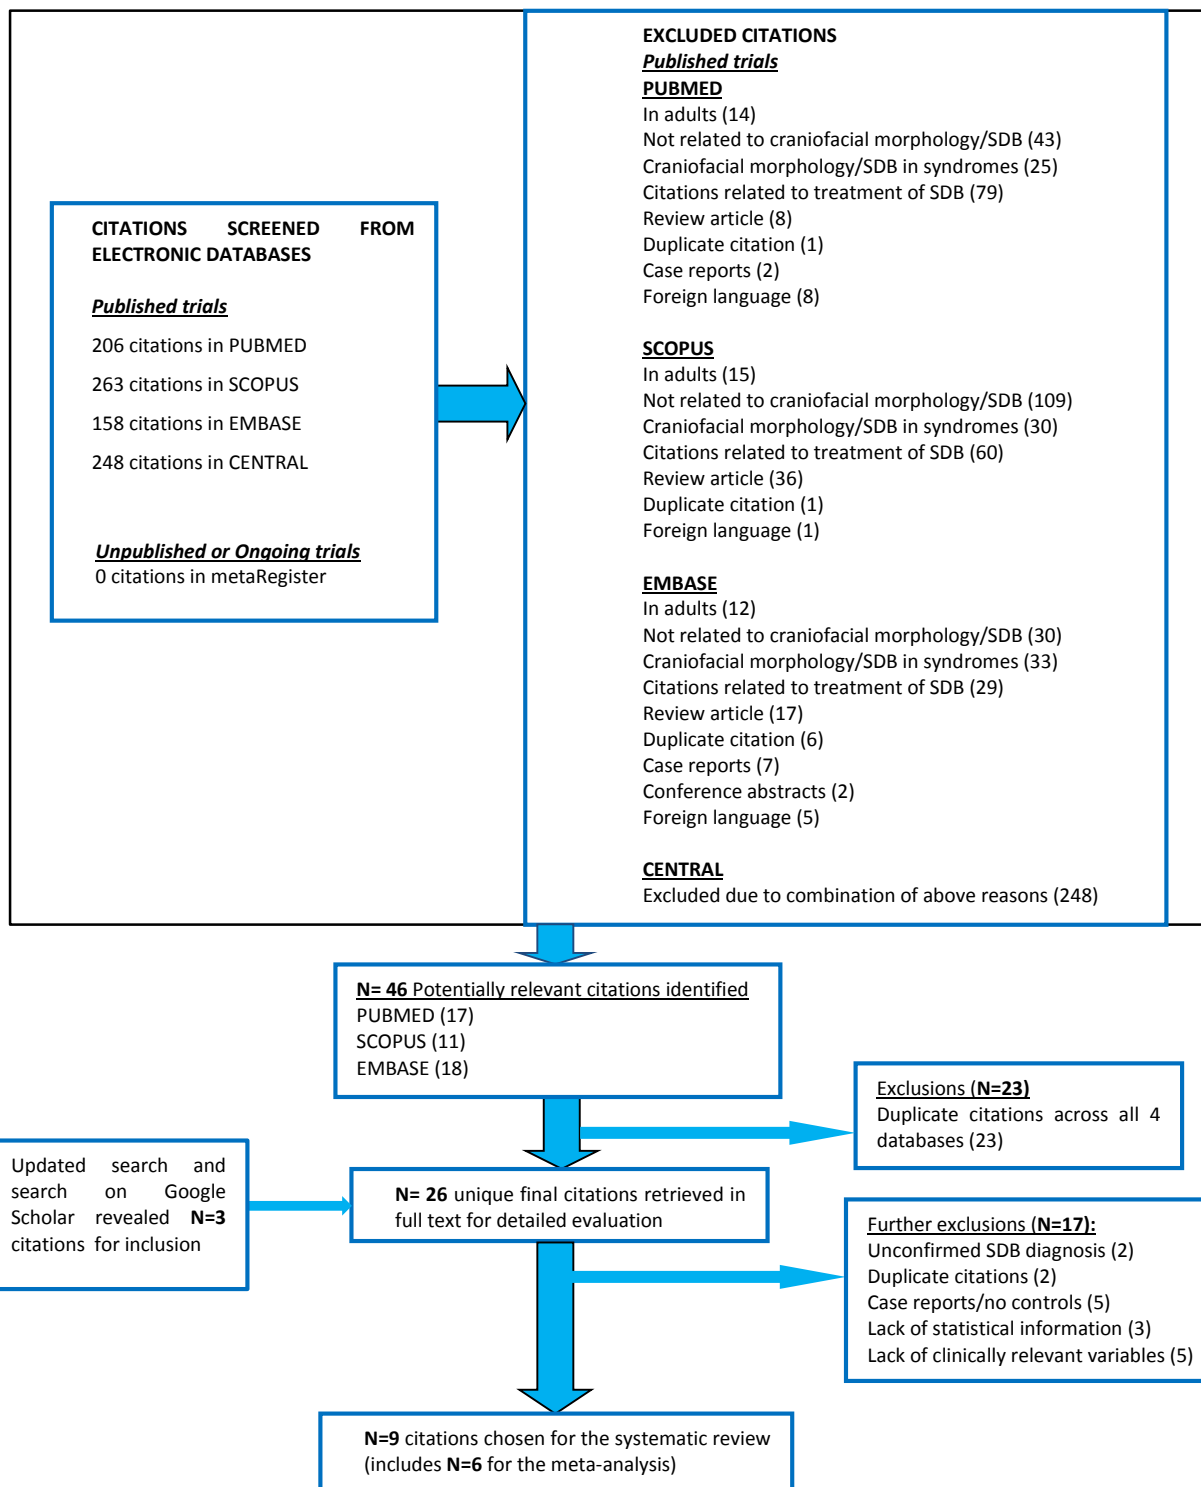 CITATIONS SCREENED FROM
ELECTRONIC DATABASES
Published trials
206 citations in PUBMED
263 citations in SCOPUS
158 citations in EMBASE
248 citations in CENTRAL
Unpublished or Ongoing trials
0 citations in metaRegister
EXCLUDED CITATIONS
Published trials
PUBMED
In adults (14)
Not related to craniofacial morphology/SDB (43)
Craniofacial morphology/SDB in syndromes (25)
Citations related to treatment of SDB (79)
Review article (8)
Duplicate citation (1)
Case reports (2)
Foreign language (8)
SCOPUS
In adults (15)
Not related to craniofacial morphology/SDB (109)
Craniofacial morphology/SDB in syndromes (30)
Citations related to treatment of SDB (60)
Review article (36)
Duplicate citation (1)
Foreign language (1)
EMBASE
In adults (12)
Not related to craniofacial morphology/SDB (30)
Craniofacial morphology/SDB in syndromes (33)
Citations related to treatment of SDB (29)
Review article (17)
Duplicate citation (6)
Case reports (7)
Conference abstracts (2)
Foreign language (5)
CENTRAL
Excluded due to combination of above reasons (248)
N= 46 Potentially relevant citations identified
PUBMED (17)
SCOPUS (11)
EMBASE (18)
Exclusions (N=23)
Duplicate citations across all 4
databases (23)
Updated search and
search on Google
Scholar revealed N=3
citations for inclusion
N= 26 unique final citations retrieved in
full text for detailed evaluation
Further exclusions (N=17):
Unconfirmed SDB diagnosis (2)
Duplicate citations (2)
Case reports/no controls (5)
Lack of statistical information (3)
Lack of clinically relevant variables (5)
N=9 citations chosen for the systematic review
(includes N=6 for the meta-analysis)